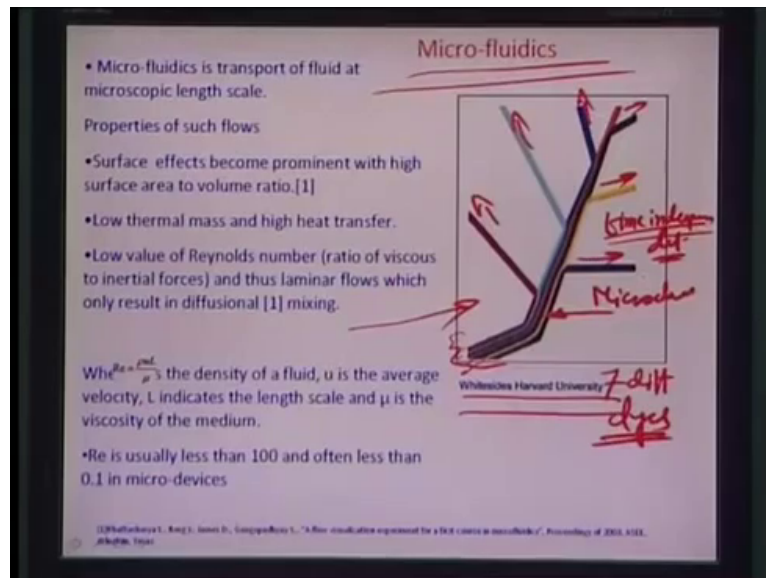 Micro-fluidics
• Micro-fluidics is transport of fluid at
microscopic length scale.
Properties of such flows
•Surface effects become prominent with high
surface area to volume ratio.[1]
•Low thermal mass and high heat transfer.
•Low value of Reynolds number (ratio of viscous
to inertial forces) and thus laminar flows which
only result in diffusional [1] mixing.
s the density of a fluid, u is the average
velocity, L indicates the length scale and μ is the
viscosity of the medium.
•Re is usually less than 100 and often less than
0.1 in micro-devices
time indepen
dnt.
Microcha
Whitesides Harvard University
7 diff
dyes